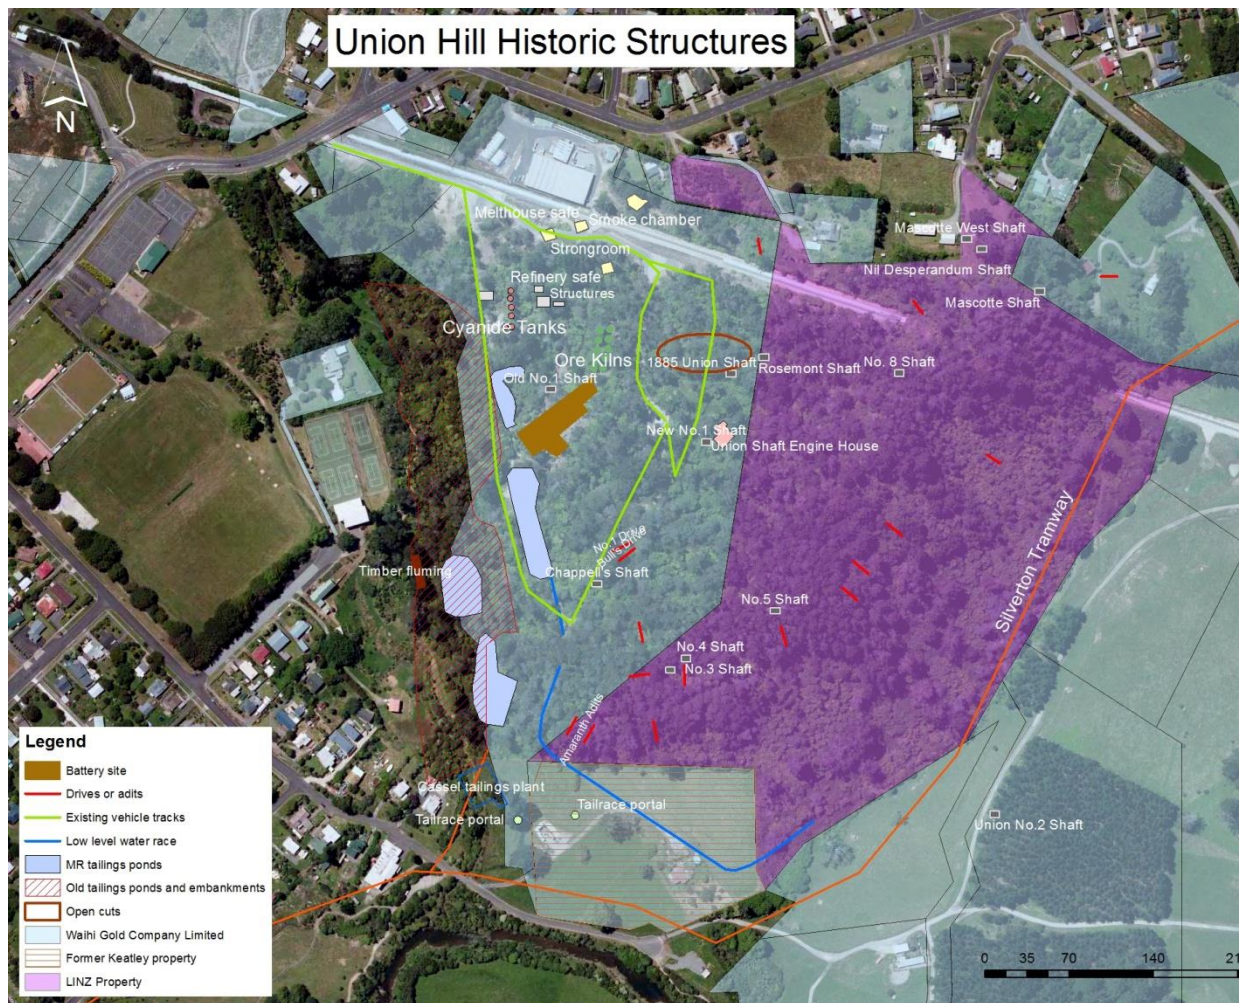 Union Hill Historic Structures
N
Melthouse safe
Smoke chamber
Strongroom
Mascotte West Shaft
Nil Desperandum Shaft
Refinery safe
Structures
Mascotte Shaft
Cyanide Tanks
Ore Kilns
1885 Union Shaft
Rosemont Shaft
No. 8 Shaft
Old No.1 Shaft
New No.1 Shaft
Union Shaft Engine House
Silverton Tramway
No.1 Drive
Bull's Drive
Timber fluming
Chappell's Shaft
No.5 Shaft
No.4 Shaft
No.3 Shaft
Amaranth Adits
Cassel tailings plant
Tailrace portal
Tailrace portal
Union No.2 Shaft
Legend
Battery site
Drives or adits
Existing vehicle tracks
Low level water race
MR tailings ponds
Old tailings ponds and embankments
Open cuts
Waihi Gold Company Limited
Former Keatley property
LINZ Property
0 35 70 140